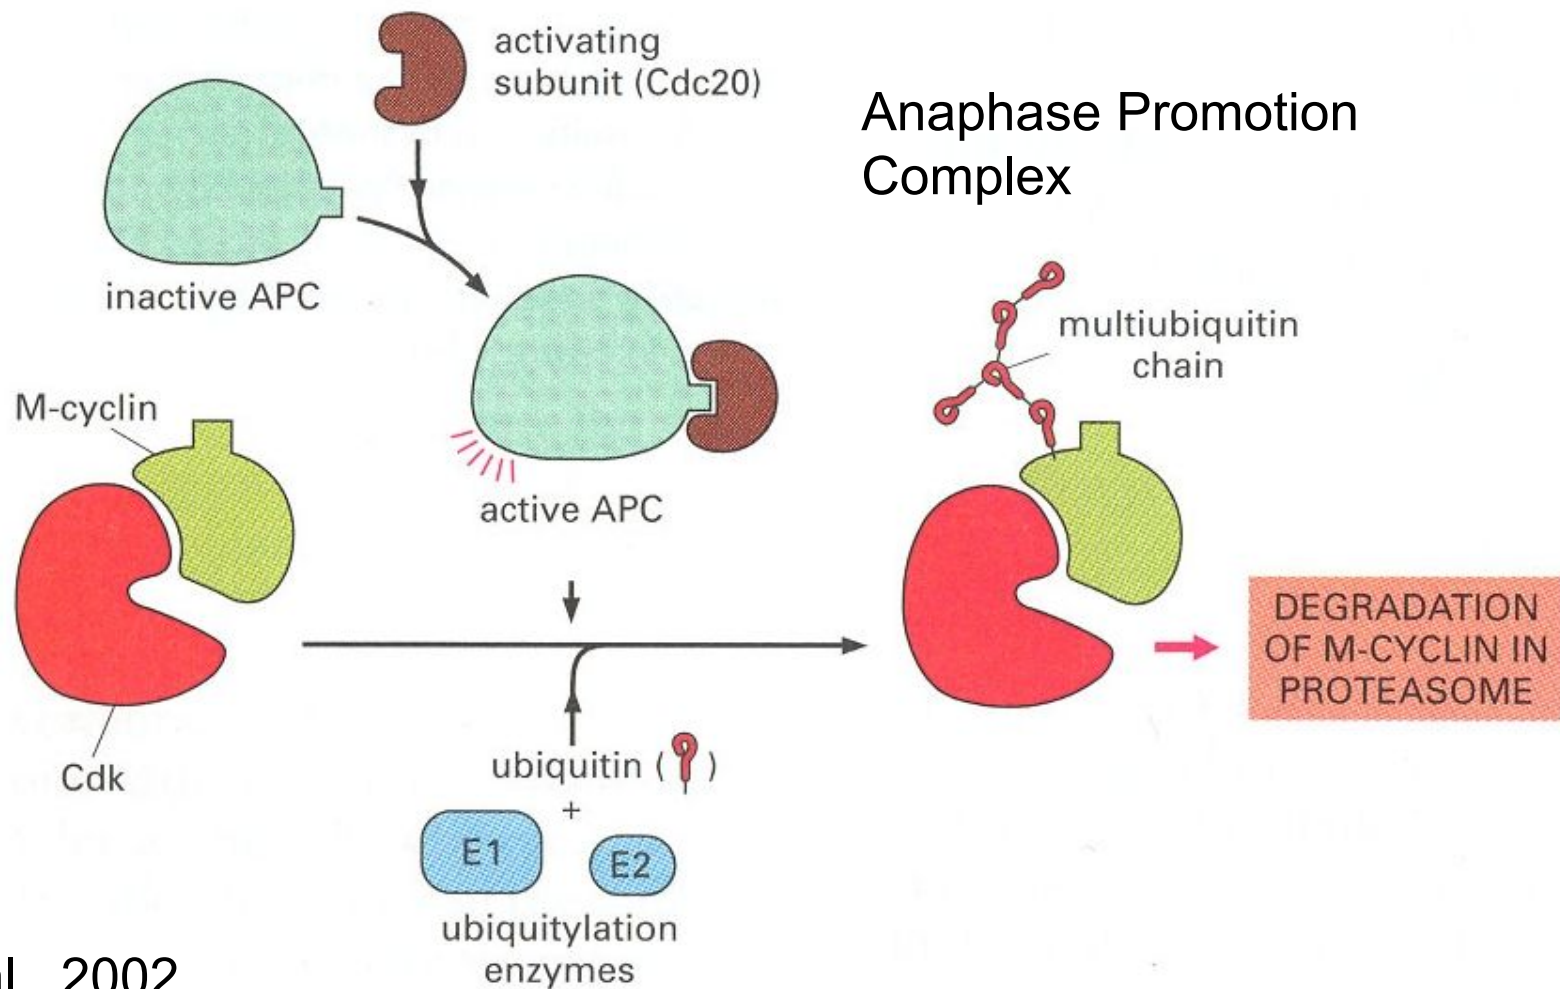 activating
subunit (Cdc20)
Anaphase Promotion
Complex
inactive APC
multiubiquitin
chain
M-cyclin
active APC
DEGRADATION
OF M-CYCLIN IN
PROTEASOME
Cdk
ubiquitin ( )
+
E1
E2
ubiquitylation
enzymes
2002